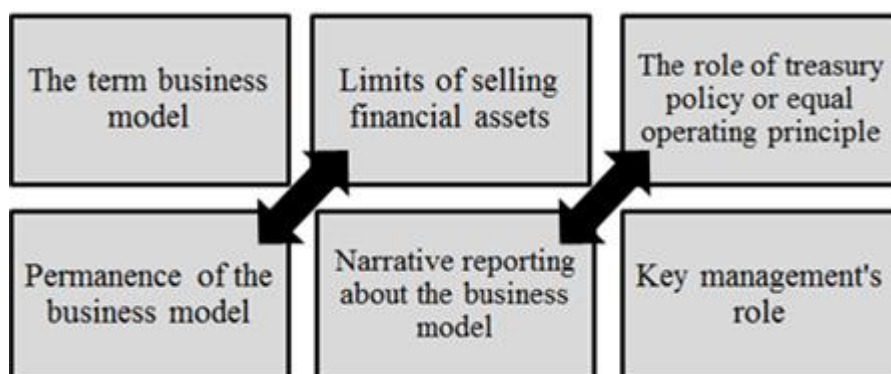 The term business
model
Limits of selling
financial assets
The role of treasury
policy or equal
operating principle
Permanence of the
business model
Narrative reporting
about the business
model
Key management's
role